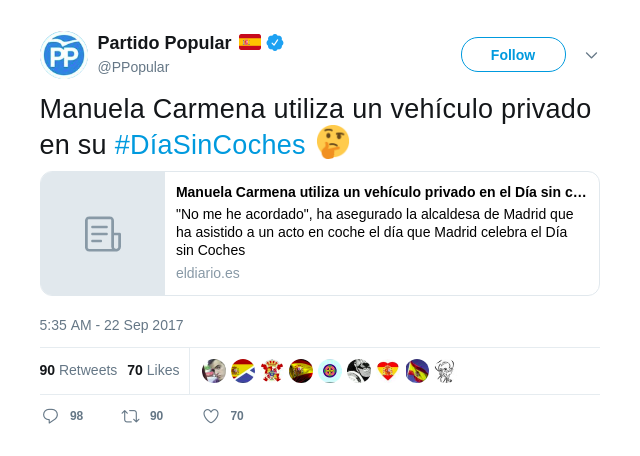 PP
Partido Popular 🇪🇸
@PPopular
Follow
Manuela Carmena utiliza un vehículo privado
en su #DíaSinCoches 🤔
Manuela Carmena utiliza un vehículo privado en el Día sin c…
"No me he acordado", ha asegurado la alcaldesa de Madrid que
ha asistido a un acto en coche el día que Madrid celebra el Día
sin Coches
eldiario.es
5:35 AM - 22 Sep 2017
90 Retweets 70 Likes
98 90 70